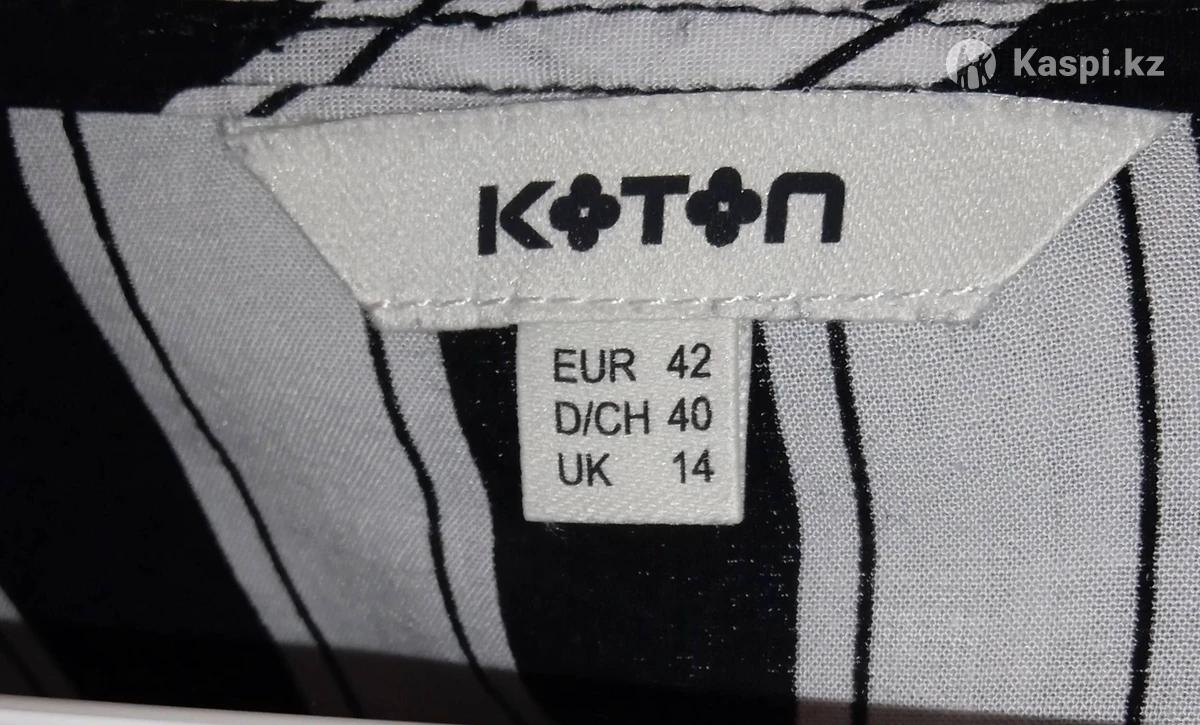 Kaspi.kz
KOTON
EUR 42
D/CH 40
UK 14